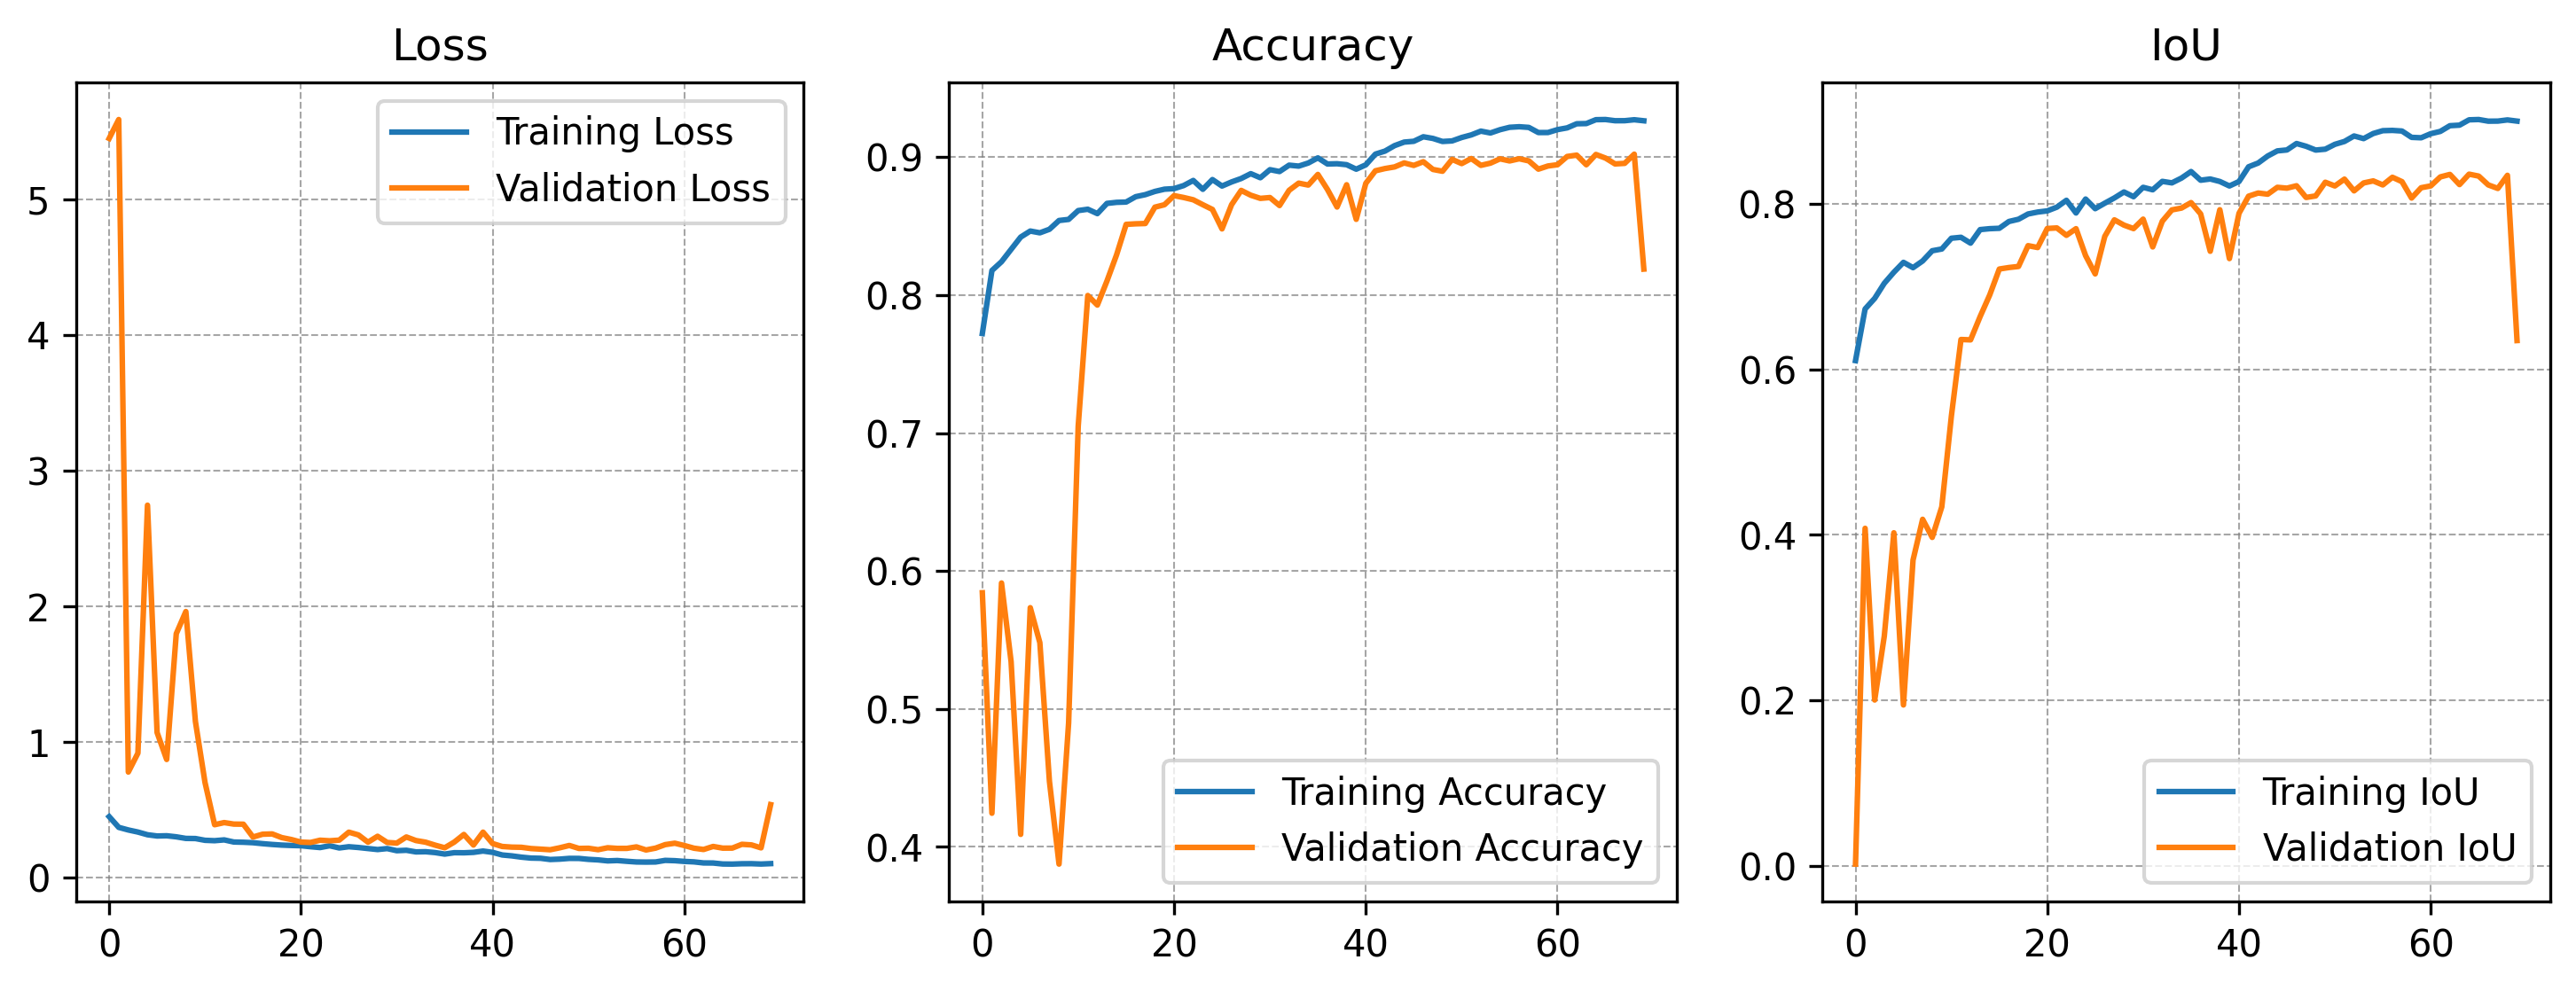 Loss
Training Loss
Validation Loss
5
4
3
2
1
0
0 20 40 60
Accuracy
0.9
0.8
0.7
0.6
0.5
0.4
Training Accuracy
Validation Accuracy
0 20 40 60
IoU
0.8
0.6
0.4
0.2
0.0
Training IoU
Validation IoU
0 20 40 60